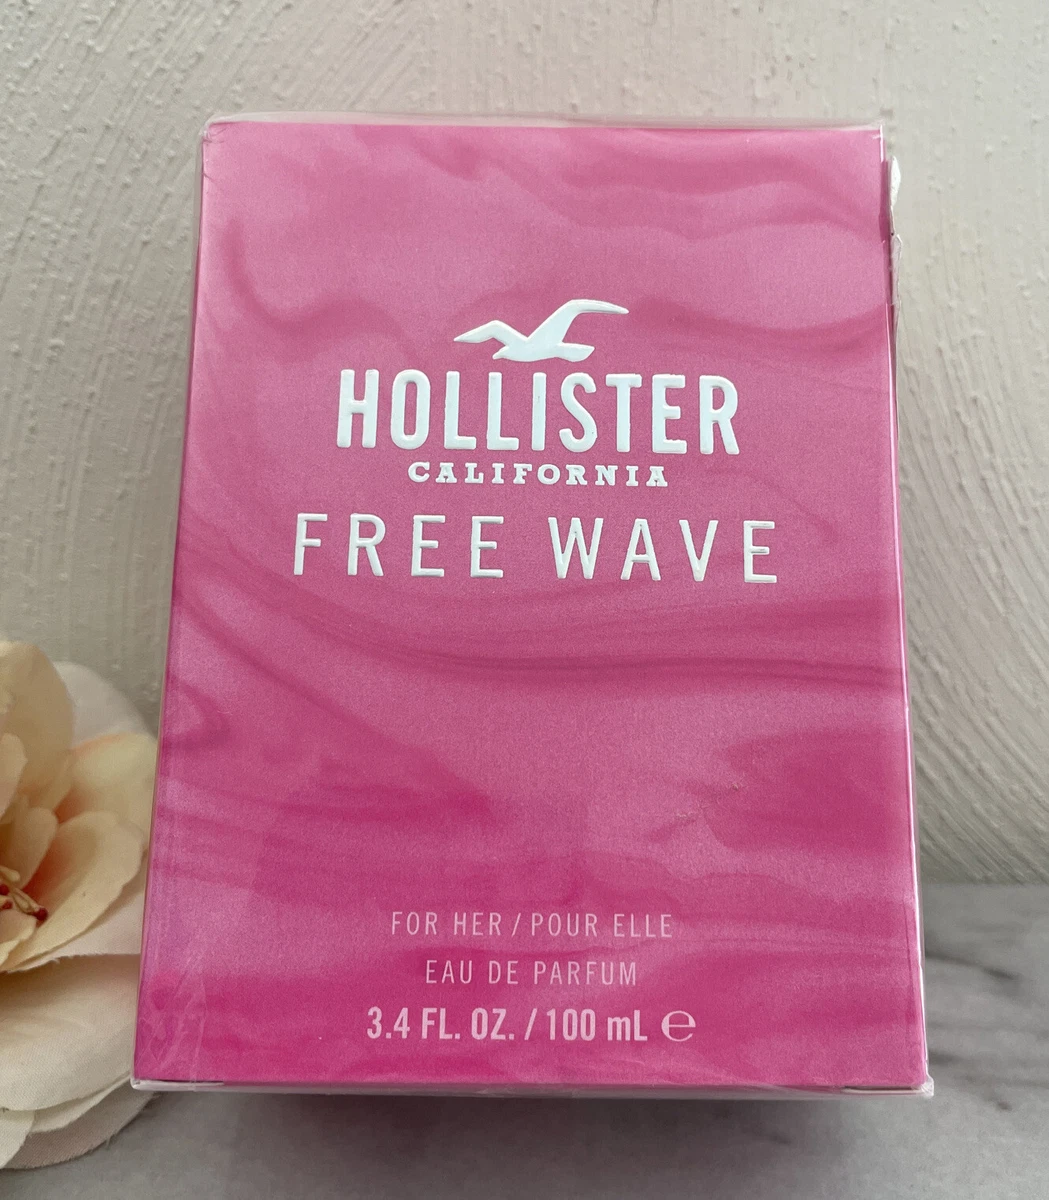 HOLLISTER
CALIFORNIA
FREE WAVE
FOR HER / POUR ELLE
EAU DE PARFUM
3.4 FL. OZ. / 100 mL ℮